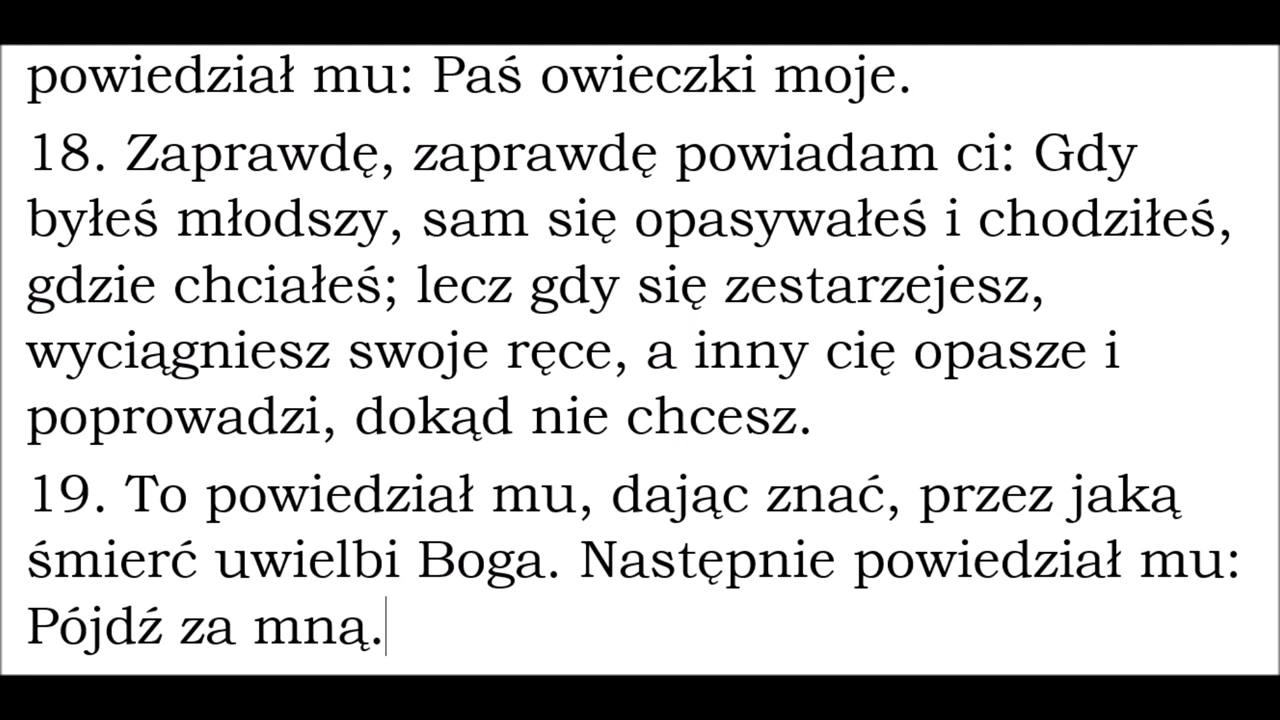 powiedział mu: Paś owieczki moje.
18. Zaprawdę, zaprawdę powiadam ci: Gdy
byłeś młodszy, sam się opasywałeś i chodziłeś,
gdzie chciałeś; lecz gdy się zestarzejesz,
wyciągniesz swoje ręce, a inny cię opasze i
poprowadzi, dokąd nie chcesz.
19. To powiedział mu, dając znać, przez jaką
śmierć uwielbi Boga. Następnie powiedział mu:
Pójdź za mną.